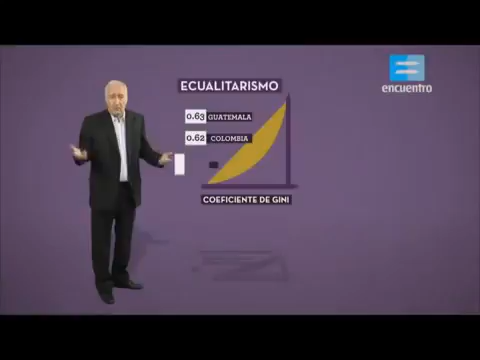 encuentro
ECUALITARISMO
0.63 GUATEMALA
0.62 COLOMBIA
COEFICIENTE DE GINI